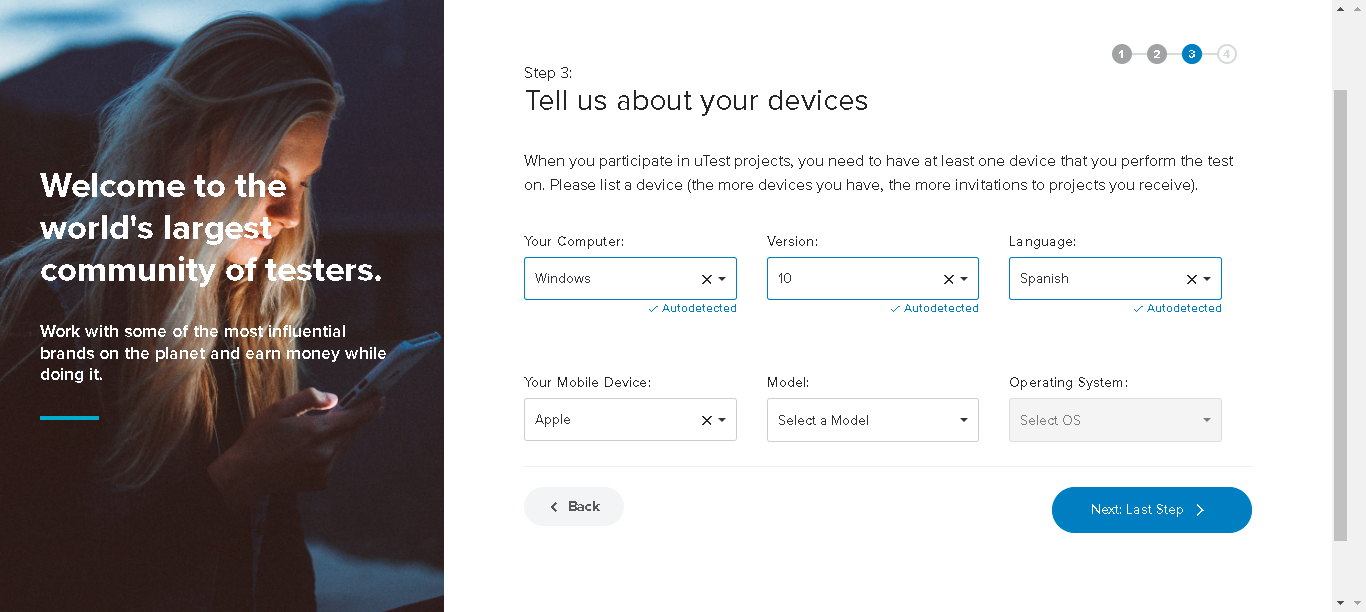 Welcome to the
world's largest
community of testers.
Work with some of the most influential
brands on the planet and earn money while
doing it.
1 2 3 4
Step 3:
Tell us about your devices
When you participate in uTest projects, you need to have at least one device that you perform the test
on. Please list a device (the more devices you have, the more invitations to projects you receive).
Your Computer: Version: Language:
Windows 10 Spanish
Autodetected Autodetected Autodetected
Your Mobile Device: Model: Operating System:
Apple Select a Model Select OS
Back Next: Last Step